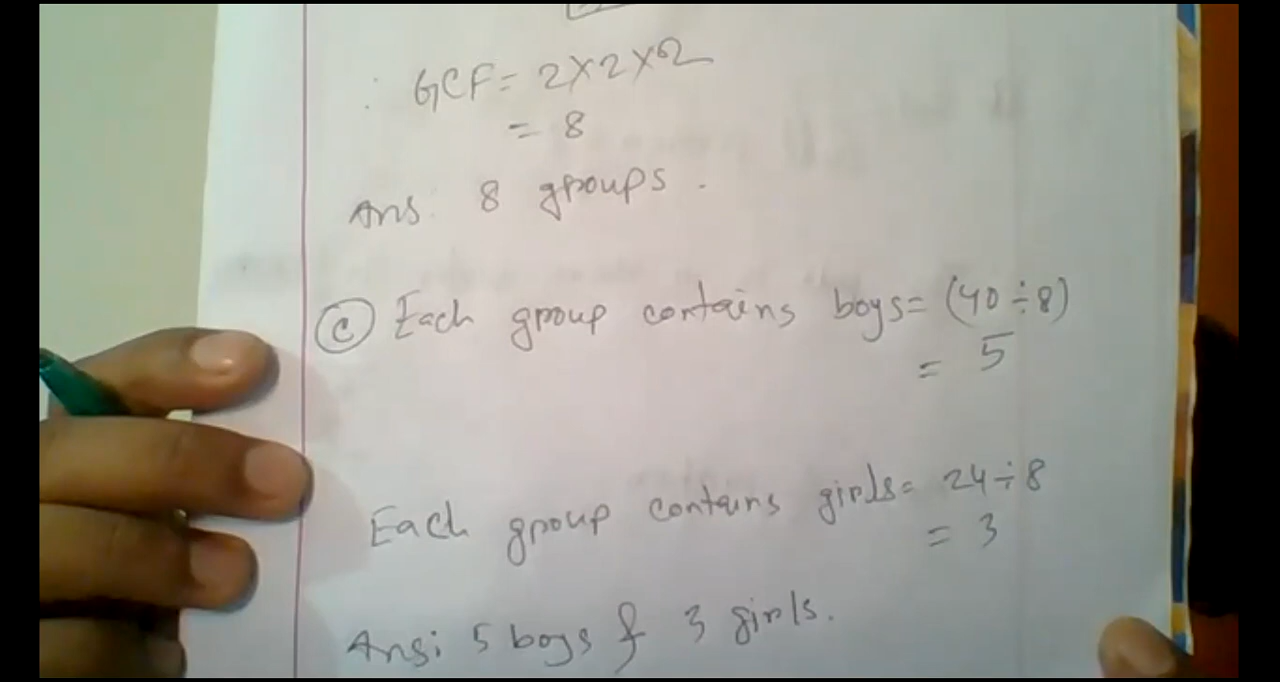 ∴ GCF = 2×2×2
= 8
Ans: 8 groups.
Ⓒ Each group contains boys = (40÷8)
= 5
Each group contains girls = 24÷8
= 3
Ans: 5 boys & 3 girls.